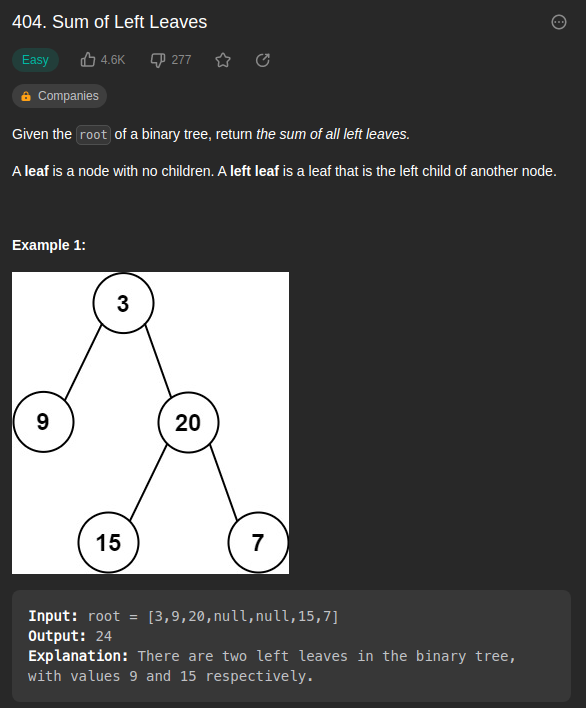 404. Sum of Left Leaves
Easy 4.6K 277
Companies
Given the root of a binary tree, return the sum of all left leaves.
A leaf is a node with no children. A left leaf is a leaf that is the left child of another node.
Example 1:
3
9 20
15 7
Input: root = [3,9,20,null,null,15,7]
Output: 24
Explanation: There are two left leaves in the binary tree,
with values 9 and 15 respectively.